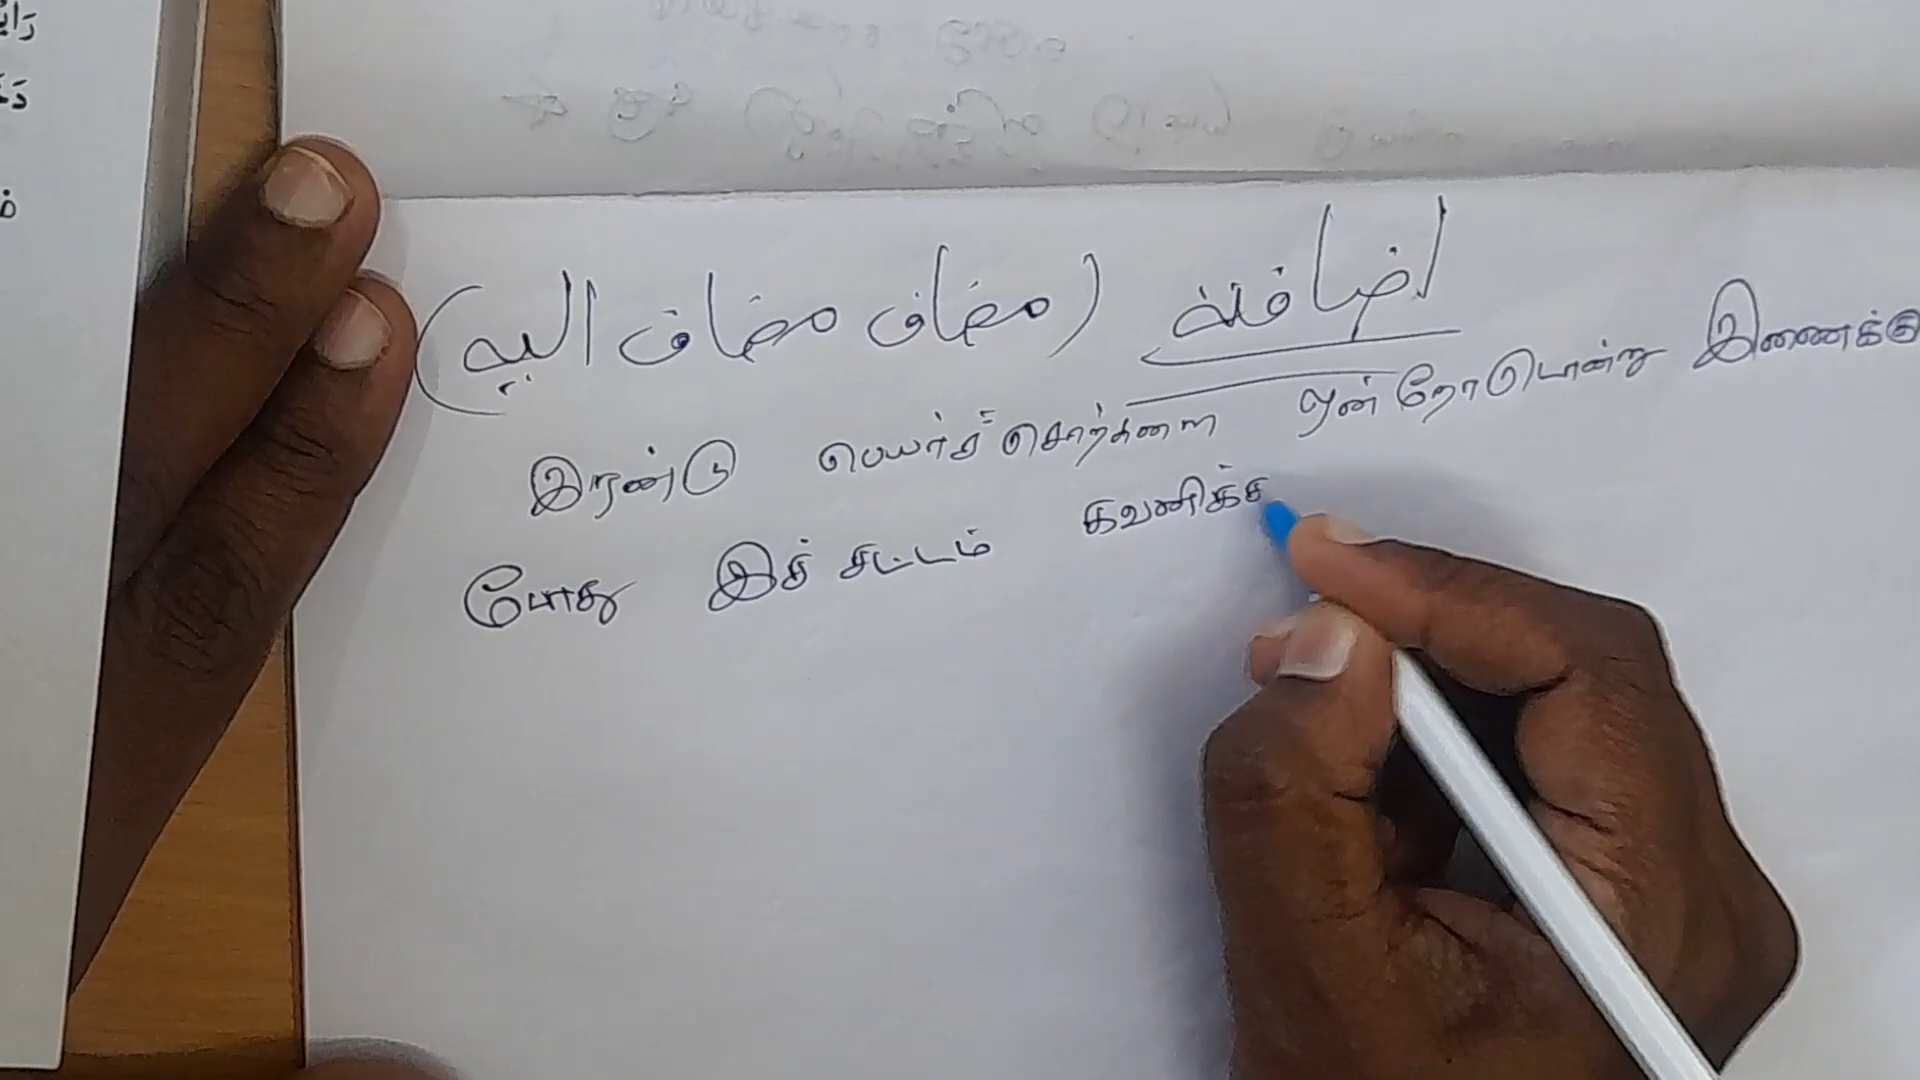 اضافة (مضاف مضاف اليه)
இரண்டு பெயர்ச்சொற்களை ஒன்றோடொன்று இணைக்கு
போது இச் சட்டம் கவனிக்க